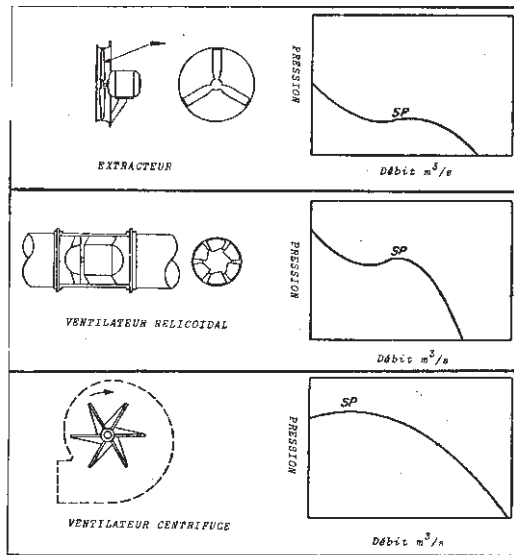 PRESSION
SP
EXTRACTEUR
Débit m³/s
PRESSION
SP
VENTILATEUR HELICOIDAL
Débit m³/s
PRESSION
SP
VENTILATEUR CENTRIFUGE
Débit m³/s